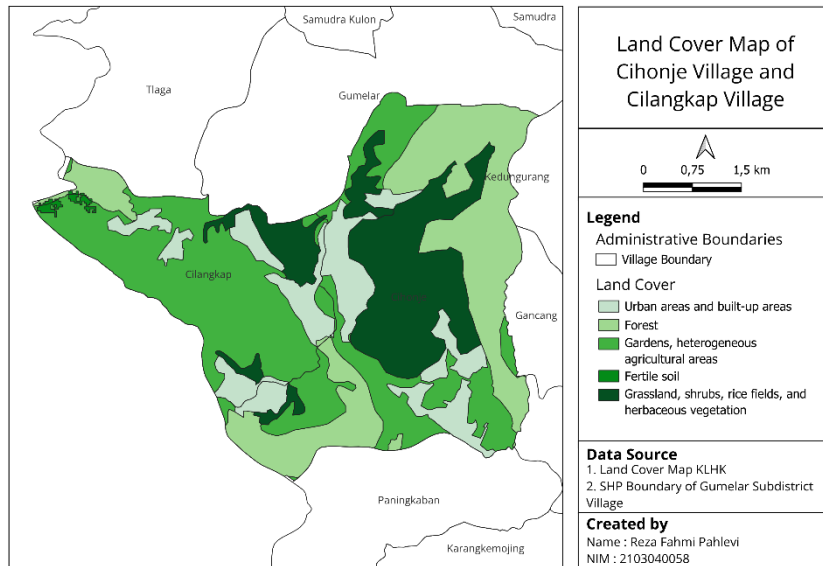 Samudra Kulon
Samudra
Tlaga
Gumelar
Kedungurang
Cilangkap
Gancang
Paningkaban
Karangkemojing
Land Cover Map of
Cihonje Village and
Cilangkap Village
0 0,75 1,5 km
Legend
Administrative Boundaries
Village Boundary
Land Cover
Urban areas and built-up areas
Forest
Gardens, heterogeneous
agricultural areas
Fertile soil
Grassland, shrubs, rice fields, and
herbaceous vegetation
Data Source
1. Land Cover Map KLHK
2. SHP Boundary of Gumelar Subdistrict
Village
Created by
Name : Reza Fahmi Pahlevi
NIM : 2103040058